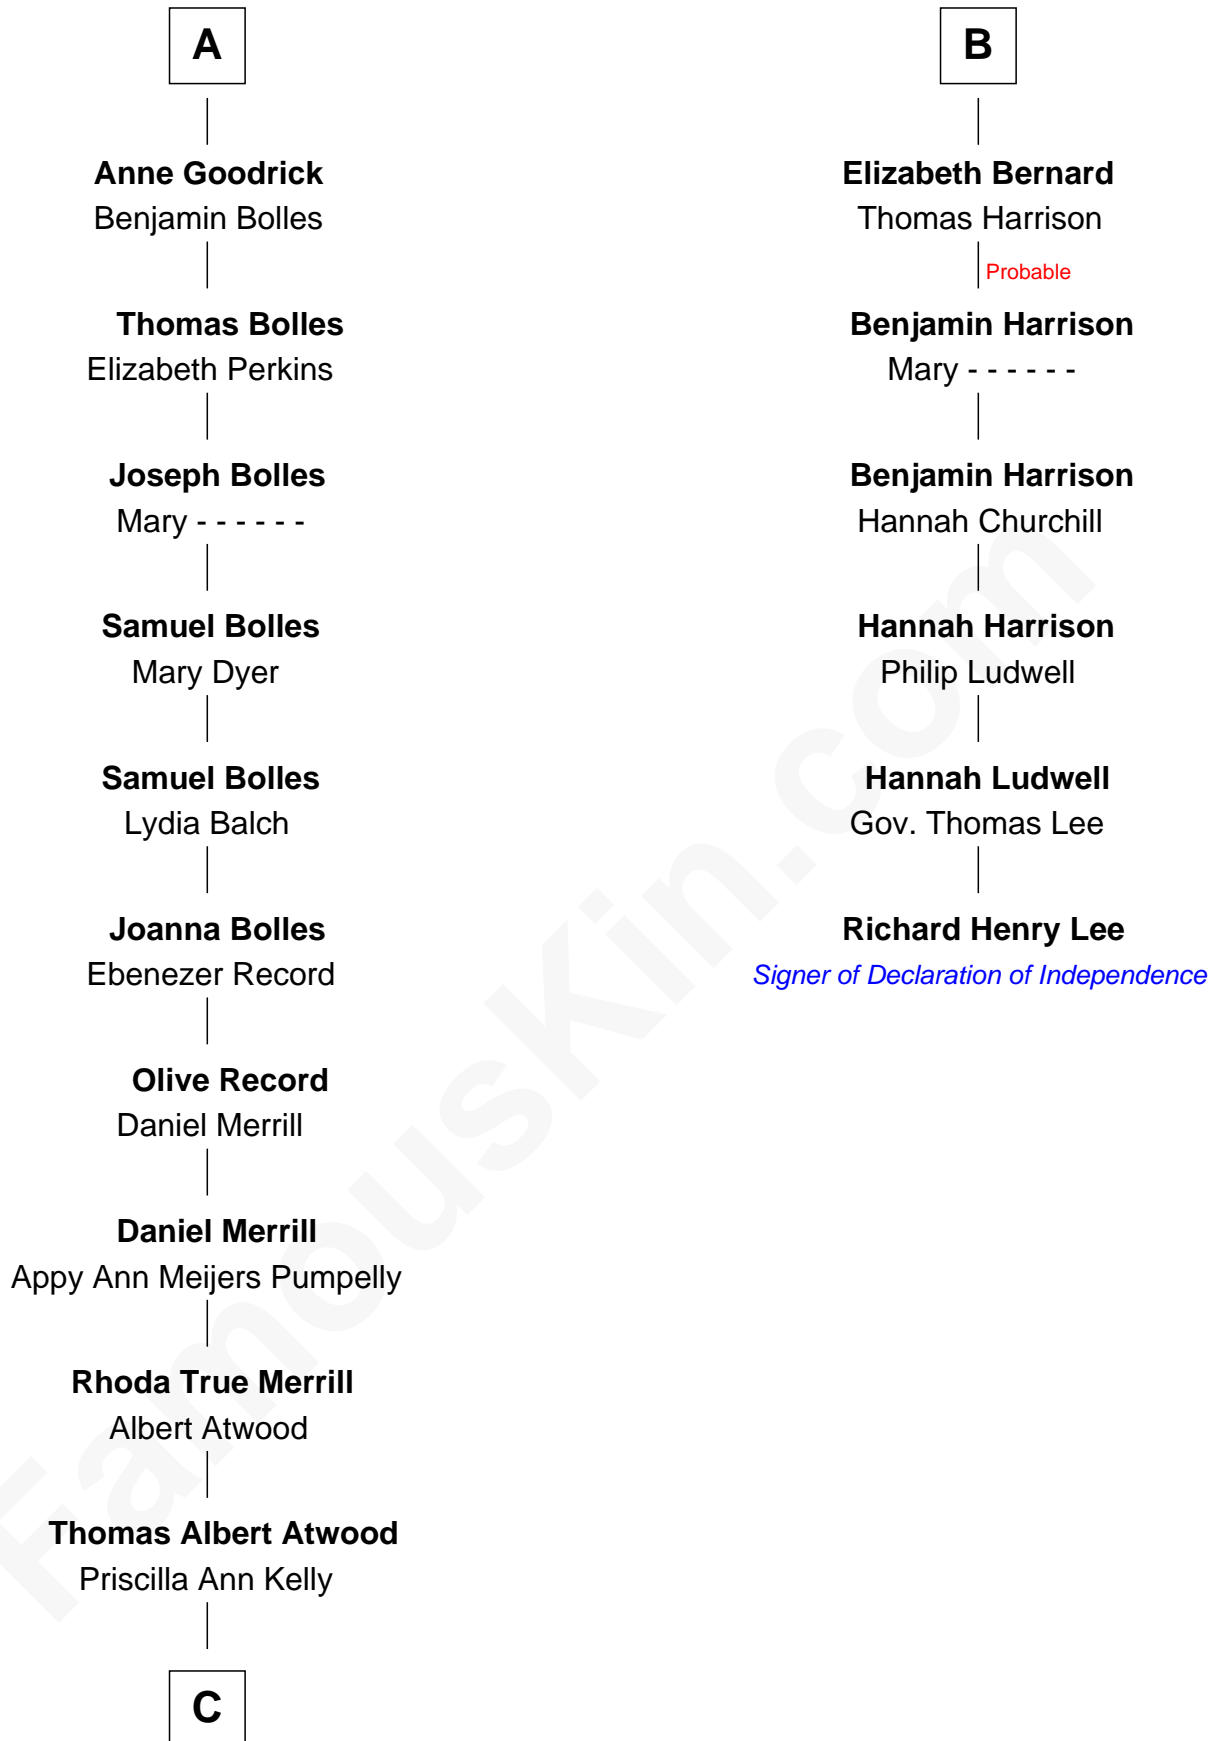 A
Anne Goodrick
Benjamin Bolles
Thomas Bolles
Elizabeth Perkins
Joseph Bolles
Mary - - - - - -
Samuel Bolles
Mary Dyer
Samuel Bolles
Lydia Balch
Joanna Bolles
Ebenezer Record
Olive Record
Daniel Merrill
Daniel Merrill
Appy Ann Meijers Pumpelly
Rhoda True Merrill
Albert Atwood
Thomas Albert Atwood
Priscilla Ann Kelly
C
B
Elizabeth Bernard
Thomas Harrison
Probable
Benjamin Harrison
Mary - - - - - -
Benjamin Harrison
Hannah Churchill
Hannah Harrison
Philip Ludwell
Hannah Ludwell
Gov. Thomas Lee
Richard Henry Lee
Signer of Declaration of Independence
FamousKin.com